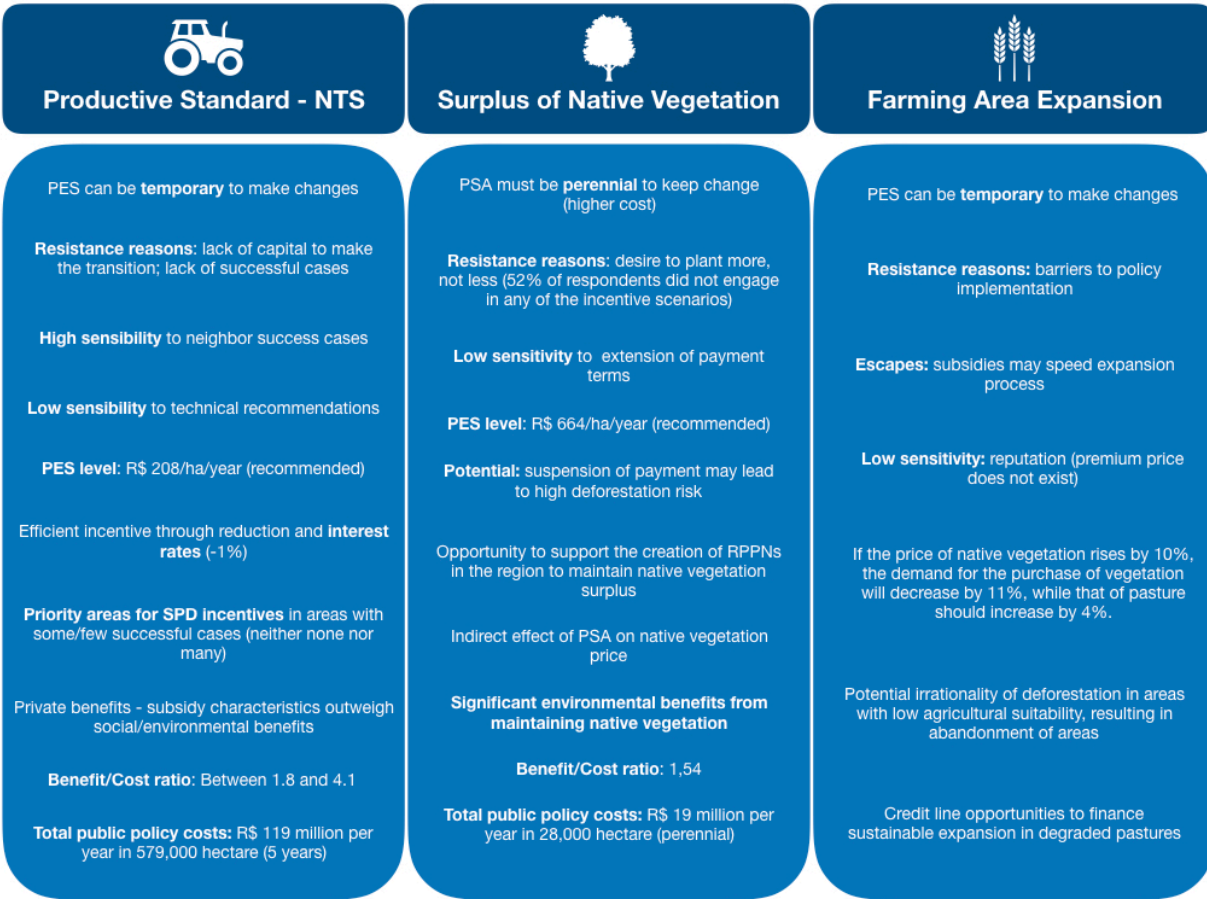 Productive Standard - NTS
PES can be temporary to make changes
Resistance reasons: lack of capital to make
the transition; lack of successful cases
High sensibility to neighbor success cases
Low sensibility to technical recommendations
PES level: R$ 208/ha/year (recommended)
Efficient incentive through reduction and interest
rates (-1%)
Priority areas for SPD incentives in areas with
some/few successful cases (neither none nor
many)
Private benefits - subsidy characteristics outweigh
social/environmental benefits
Benefit/Cost ratio: Between 1.8 and 4.1
Total public policy costs: R$ 119 million per
year in 579,000 hectare (5 years)
Surplus of Native Vegetation
PSA must be perennial to keep change
(higher cost)
Resistance reasons: desire to plant more,
not less (52% of respondents did not engage
in any of the incentive scenarios)
Low sensitivity to extension of payment
terms
PES level: R$ 664/ha/year (recommended)
Potential: suspension of payment may lead
to high deforestation risk
Opportunity to support the creation of RPPNs
in the region to maintain native vegetation
surplus
Indirect effect of PSA on native vegetation
price
Significant environmental benefits from
maintaining native vegetation
Benefit/Cost ratio: 1,54
Total public policy costs: R$ 19 million per
year in 28,000 hectare (perennial)
Farming Area Expansion
PES can be temporary to make changes
Resistance reasons: barriers to policy
implementation
Escapes: subsidies may speed expansion
process
Low sensitivity: reputation (premium price
does not exist)
If the price of native vegetation rises by 10%,
the demand for the purchase of vegetation
will decrease by 11%, while that of pasture
should increase by 4%.
Potential irrationality of deforestation in areas
with low agricultural suitability, resulting in
abandonment of areas
Credit line opportunities to finance
sustainable expansion in degraded pastures